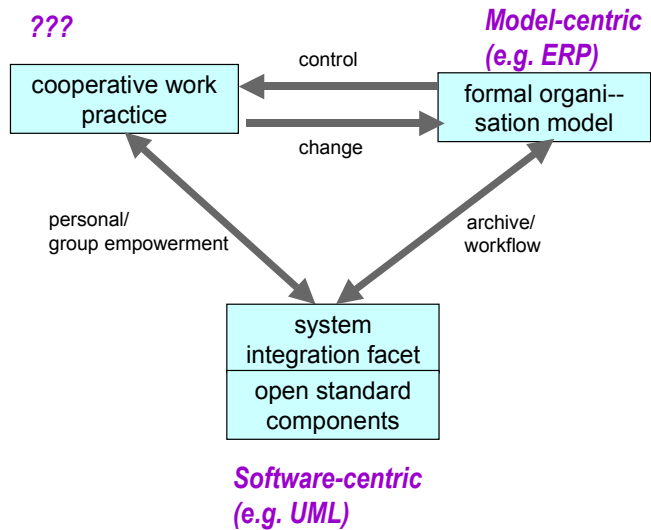 ???
Model-centric
(e.g. ERP)
control
cooperative work
practice
formal organi--
sation model
change
personal/
group empowerment
archive/
workflow
system
integration facet
open standard
components
Software-centric
(e.g. UML)